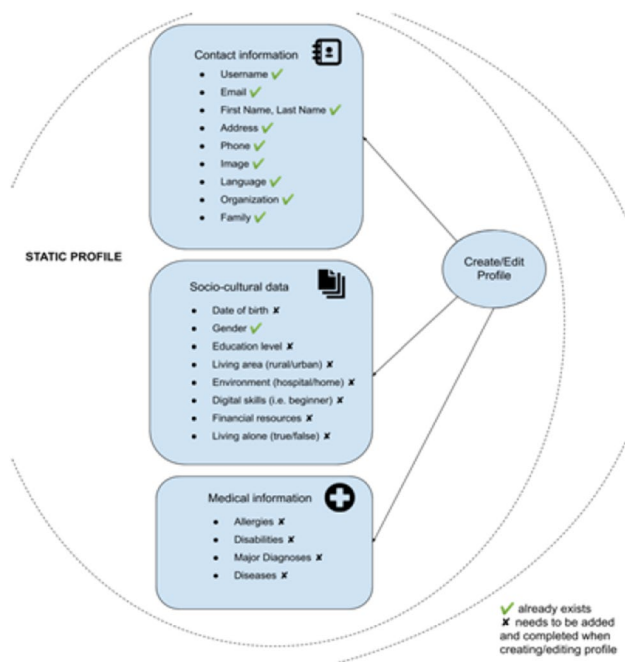 Contact information
● Username ✔
● Email ✔
● First Name, Last Name ✔
● Address ✔
● Phone ✔
● Image ✔
● Language ✔
● Organization ✔
● Family ✔
STATIC PROFILE
Create/Edit
Profile
Socio-cultural data
● Date of birth ✘
● Gender ✔
● Education level ✘
● Living area (rural/urban) ✘
● Environment (hospital/home) ✘
● Digital skills (i.e. beginner) ✘
● Financial resources ✘
● Living alone (true/false) ✘
Medical information
● Allergies ✘
● Disabilities ✘
● Major Diagnoses ✘
● Diseases ✘
✔ already exists
✘ needs to be added
and completed when
creating/editing profile